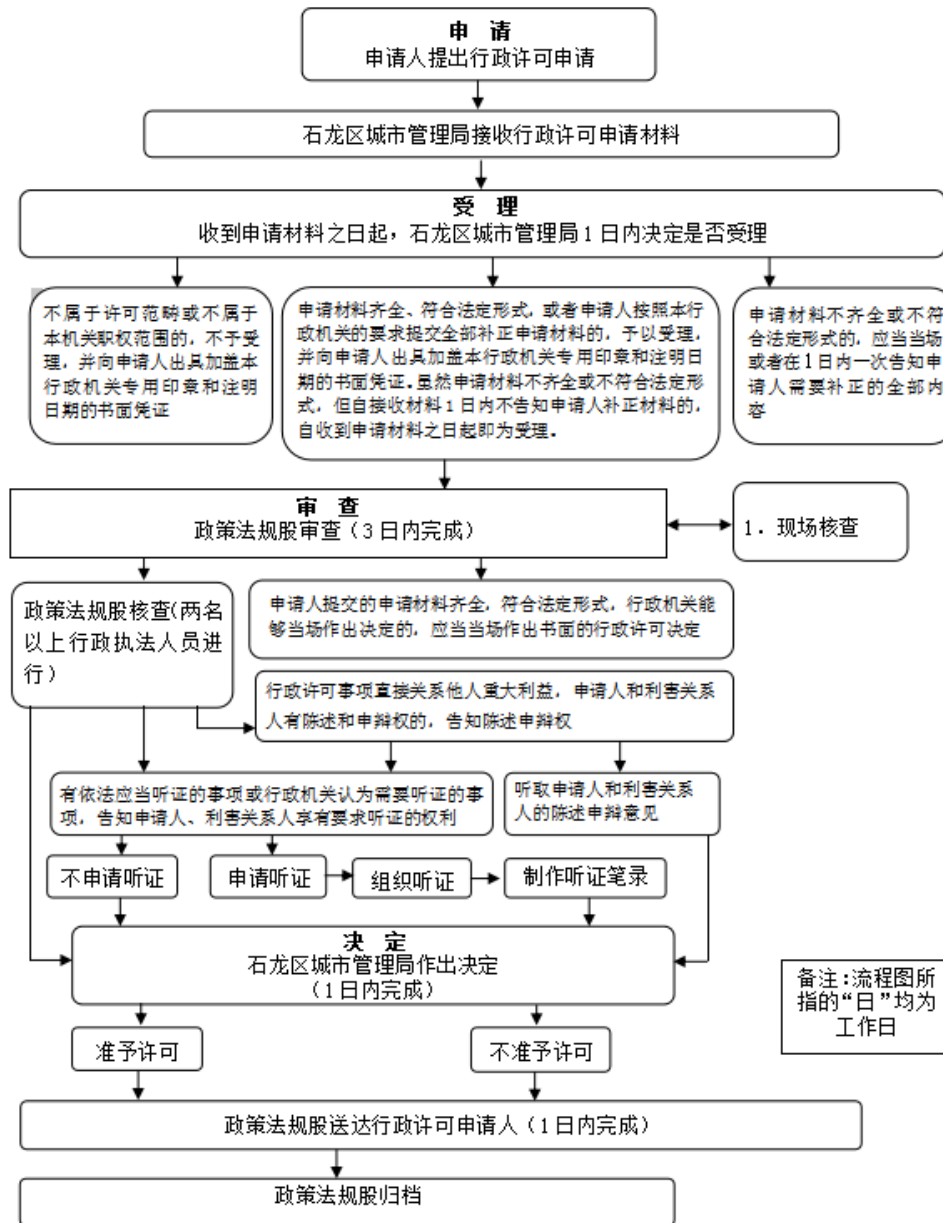 申 请
申请人提出行政许可申请
石龙区城市管理局接收行政许可申请材料
受 理
收到申请材料之日起，石龙区城市管理局1日内决定是否受理
不属于许可范畴或不属于
本机关职权范围的，不予受
理，并向申请人出具加盖本
行政机关专用印章和注明
日期的书面凭证
申请材料齐全、符合法定形式，或者申请人按照本行
政机关的要求提交全部补正申请材料的，予以受理，
并向申请人出具加盖本行政机关专用印章和注明日
期的书面凭证.虽然申请材料不齐全或不符合法定形
式，但自接收材料1日内不告知申请人补正材料的，
自收到申请材料之日起即为受理.
申请材料不齐全或不符
合法定形式的，应当当场
或者在1日内一次告知申
请人需要补正的全部内
容
审 查
政策法规股审查（3日内完成）
1．现场核查
政策法规股核查(两名
以上行政执法人员进
行）
申请人提交的申请材料齐全，符合法定形式，行政机关能
够当场作出决定的，应当当场作出书面的行政许可决定
行政许可事项直接关系他人重大利益，申请人和利害关系
人有陈述和申辩权的，告知陈述申辩权
有依法应当听证的事项或行政机关认为需要听证的事
项，告知申请人、利害关系人享有要求听证的权利
听取申请人和利害关系
人的陈述申辩意见
不申请听证
申请听证
组织听证
制作听证笔录
决 定
石龙区城市管理局作出决定
（1日内完成）
备注:流程图所
指的“日”均为
工作日
准予许可
不准予许可
政策法规股送达行政许可申请人（1日内完成）
政策法规股归档